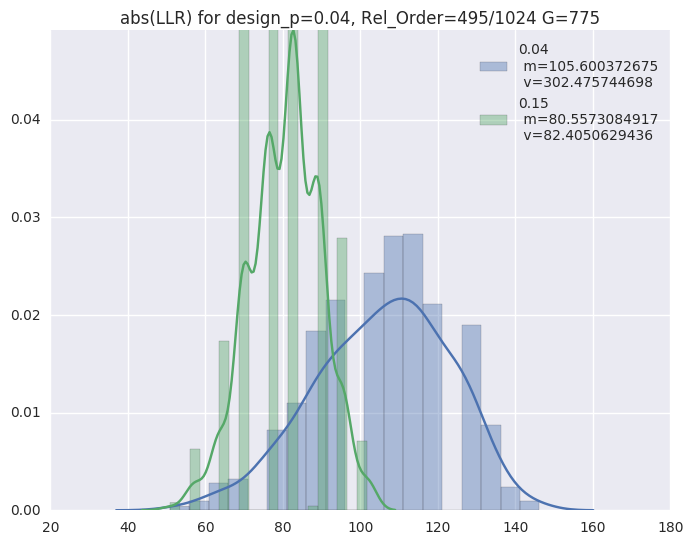 abs(LLR) for design_p=0.04, Rel_Order=495/1024 G=775
0.04
m=105.600372675
v=302.475744698
0.15
m=80.5573084917
v=82.4050629436
0.04
0.03
0.02
0.01
0.00
20 40 60 80 100 120 140 160 180